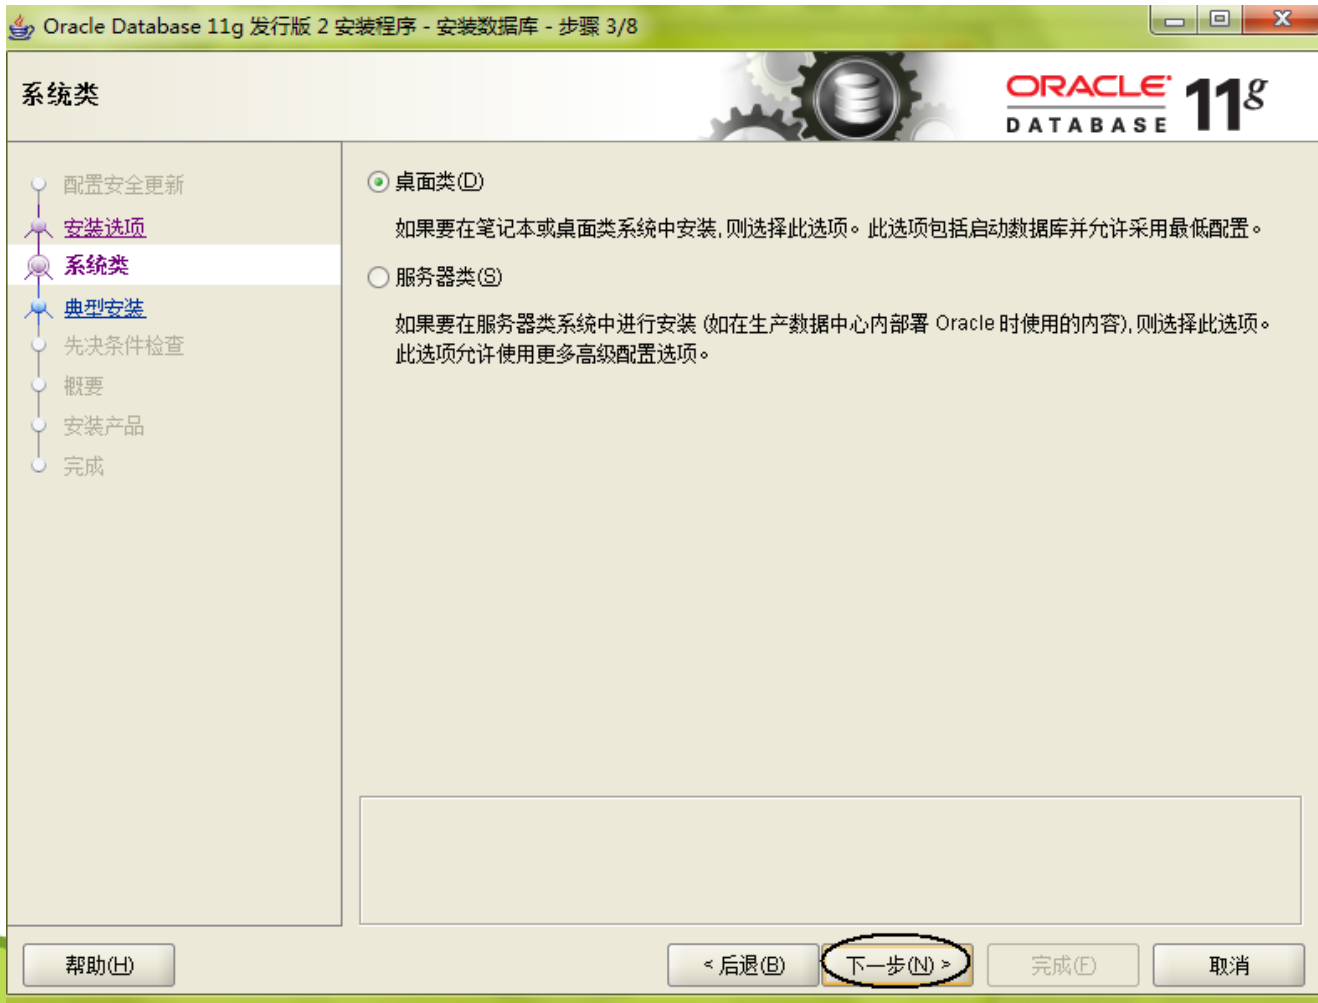 Oracle Database 11g 发行版 2 安装程序 - 安装数据库 - 步骤 3/8
系统类
ORACLE 11g
DATABASE
配置安全更新
安装选项
系统类
典型安装
先决条件检查
概要
安装产品
完成
桌面类(D)
如果要在笔记本或桌面类系统中安装,则选择此选项。此选项包括启动数据库并允许采用最低配置。
服务器类(S)
如果要在服务器类系统中进行安装 (如在生产数据中心内部署 Oracle 时使用的内容),则选择此选项。
此选项允许使用更多高级配置选项。
帮助(H)
< 后退(B)
下一步(N) >
完成(F)
取消